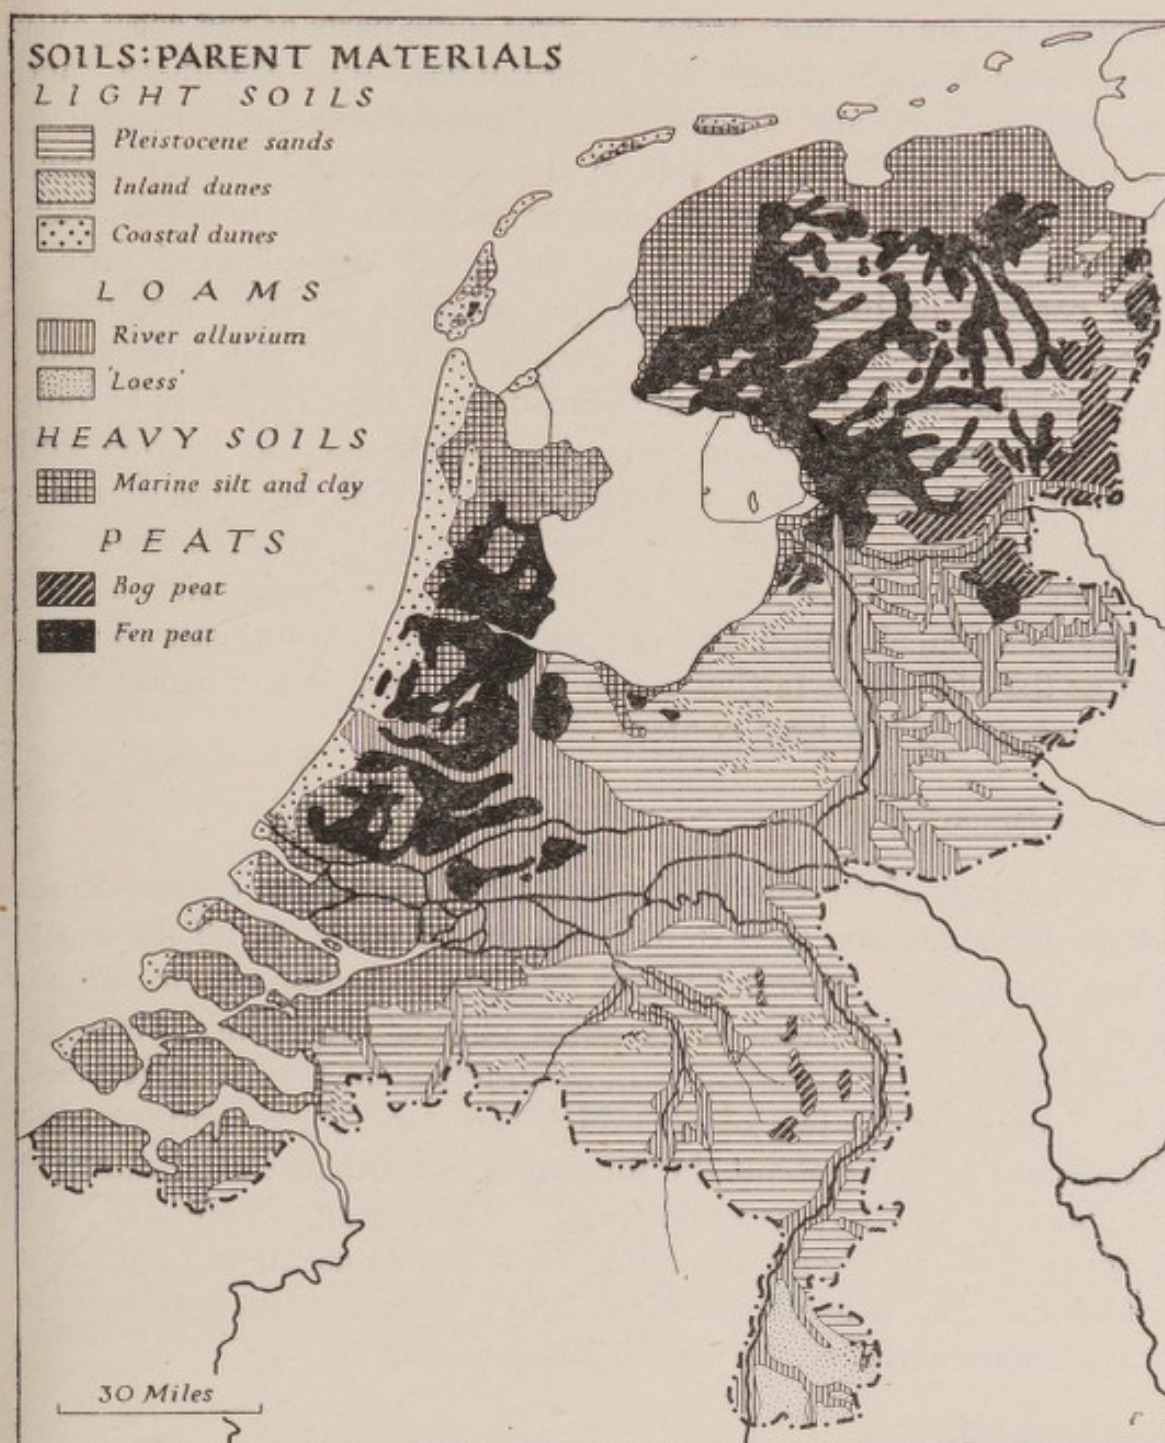 SOILS:PARENT MATERIALS
LIGHT SOILS
Pleistocene sands
Inland dunes
Coastal dunes
LOAMS
River alluvium
'Loess'
HEAVY SOILS
Marine silt and clay
PEATS
Bog peat
Fen peat
30 Miles